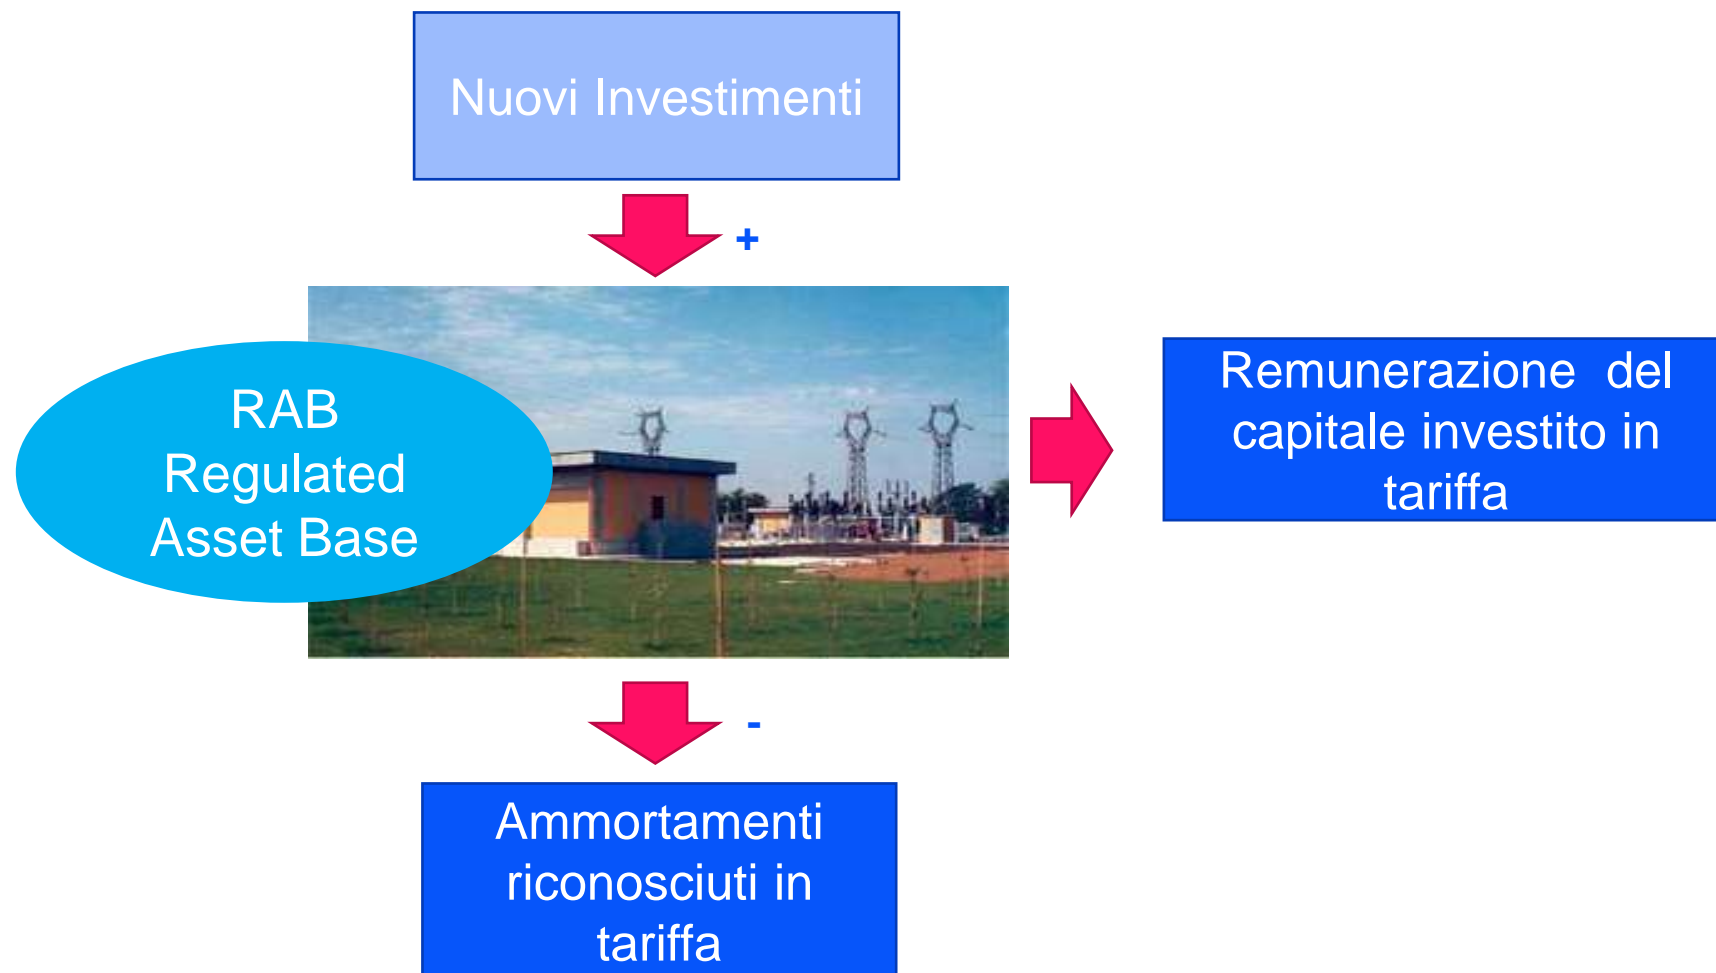 Nuovi Investimenti
+
RAB
Regulated
Asset Base
Remunerazione del
capitale investito in
tariffa
-
Ammortamenti
riconosciuti in
tariffa